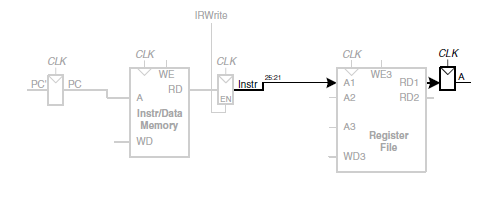 IRWrite
CLK
CLK
CLK
CLK
CLK
PC'
PC
WE
RD
A
Instr/Data
Memory
WD
EN
Instr
25:21
WE3
A1
RD1
A2
RD2
A3
Register
File
WD3
A